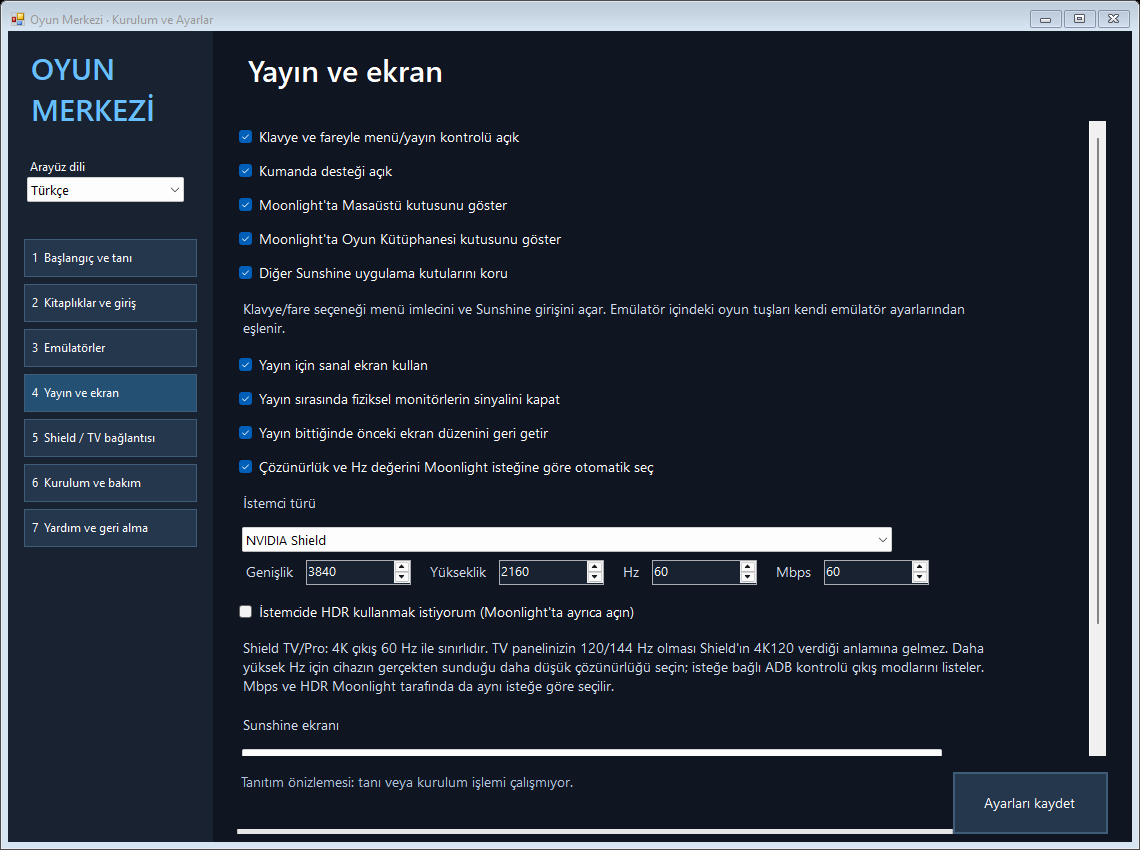 Oyun Merkezi · Kurulum ve Ayarlar
OYUN
MERKEZİ
Arayüz dili
Türkçe
1 Başlangıç ve tanı
2 Kitaplıklar ve giriş
3 Emülatörler
4 Yayın ve ekran
5 Shield / TV bağlantısı
6 Kurulum ve bakım
7 Yardım ve geri alma
Yayın ve ekran
Klavye ve fareyle menü/yayın kontrolü açık
Kumanda desteği açık
Moonlight'ta Masaüstü kutusunu göster
Moonlight'ta Oyun Kütüphanesi kutusunu göster
Diğer Sunshine uygulama kutularını koru
Klavye/fare seçeneği menü imlecini ve Sunshine girişini açar. Emülatör içindeki oyun tuşları kendi emülatör ayarlarından
eşlenir.
Yayın için sanal ekran kullan
Yayın sırasında fiziksel monitörlerin sinyalini kapat
Yayın bittiğinde önceki ekran düzenini geri getir
Çözünürlük ve Hz değerini Moonlight isteğine göre otomatik seç
İstemci türü
NVIDIA Shield
Genişlik 3840 Yükseklik 2160 Hz 60 Mbps 60
İstemcide HDR kullanmak istiyorum (Moonlight'ta ayrıca açın)
Shield TV/Pro: 4K çıkış 60 Hz ile sınırlıdır. TV panelinizin 120/144 Hz olması Shield'ın 4K120 verdiği anlamına gelmez. Daha
yüksek Hz için cihazın gerçekten sunduğu daha düşük çözünürlüğü seçin; isteğe bağlı ADB kontrolü çıkış modlarını listeler.
Mbps ve HDR Moonlight tarafında da aynı isteğe göre seçilir.
Sunshine ekranı
Tanıtım önizlemesi: tanı veya kurulum işlemi çalışmıyor.
Ayarları kaydet